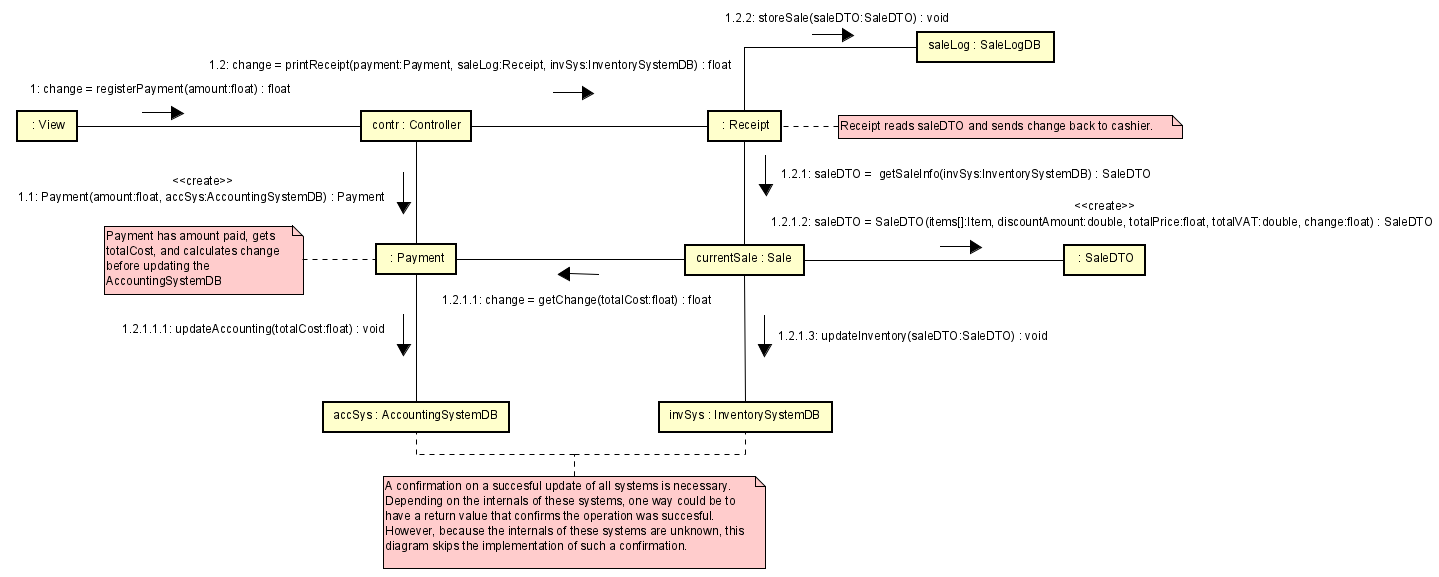 1.2.2: storeSale(saleDTO:SaleDTO) : void
saleLog : SaleLogDB
1.2: change = printReceipt(payment:Payment, saleLog:Receipt, invSys:InventorySystemDB) : float
1: change = registerPayment(amount:float) : float
: View
contr : Controller
: Receipt
Receipt reads saleDTO and sends change back to cashier.
<<create>>
1.1: Payment(amount:float, accSys:AccountingSystemDB) : Payment
1.2.1: saleDTO = getSaleInfo(invSys:InventorySystemDB) : SaleDTO
<<create>>
1.2.1.2: saleDTO = SaleDTO(items[]:Item, discountAmount:double, totalPrice:float, totalVAT:double, change:float) : SaleDTO
Payment has amount paid, gets
totalCost, and calculates change
before updating the
AccountingSystemDB
: Payment
currentSale : Sale
: SaleDTO
1.2.1.1: change = getChange(totalCost:float) : float
1.2.1.1.1: updateAccounting(totalCost:float) : void
1.2.1.3: updateInventory(saleDTO:SaleDTO) : void
accSys : AccountingSystemDB
invSys : InventorySystemDB
A confirmation on a succesful update of all systems is necessary.
Depending on the internals of these systems, one way could be to
have a return value that confirms the operation was succesful.
However, because the internals of these systems are unknown, this
diagram skips the implementation of such a confirmation.